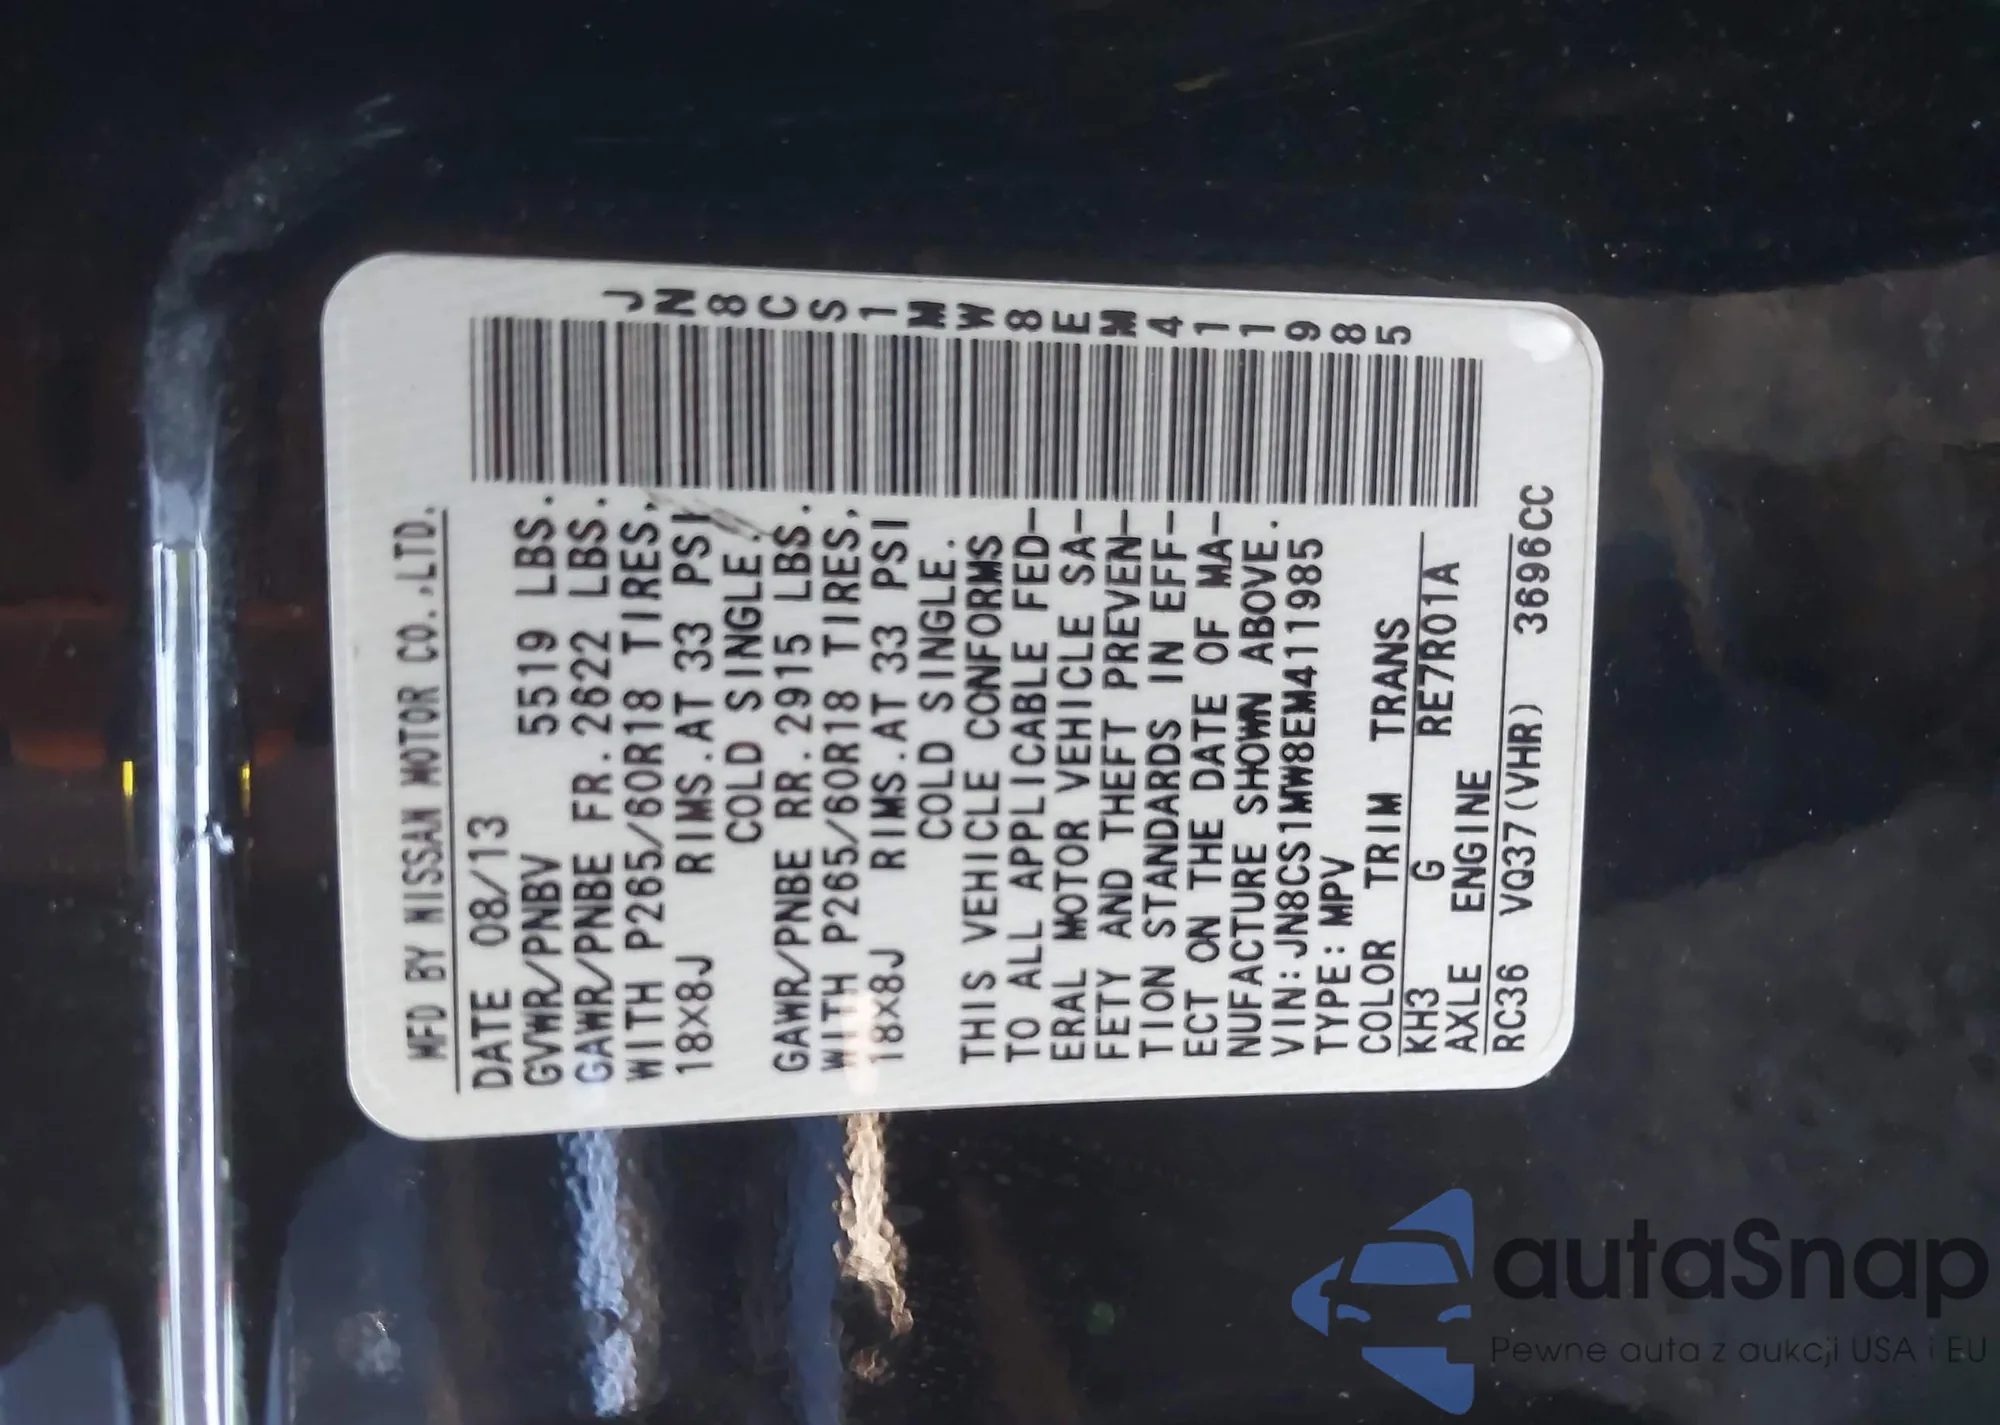 MFD BY NISSAN MOTOR CO.,LTD.
DATE 08/13
GVWR/PNBV 5519 LBS.
GAWR/PNBE FR.2622 LBS.
WITH P265/60R18 TIRES,
18×8J RIMS.AT 33 PSI
COLD SINGLE.
GAWR/PNBE RR.2915 LBS.
WITH P265/60R18 TIRES,
18×8J RIMS.AT 33 PSI
COLD SINGLE.
THIS VEHICLE CONFORMS
TO ALL APPLICABLE FED-
ERAL MOTOR VEHICLE SA-
FETY AND THEFT PREVEN-
TION STANDARDS IN EFF-
ECT ON THE DATE OF MA-
NUFACTURE SHOWN ABOVE.
VIN:JN8CS1MW8EM411985
TYPE:MPV
COLOR TRIM TRANS
KH3 G RE7R01A
AXLE ENGINE
RC36 VQ37(VHR) 3696CC
JN8CS1MW8EM411985
autaSnap
Pewne auta z aukcji USA i EU